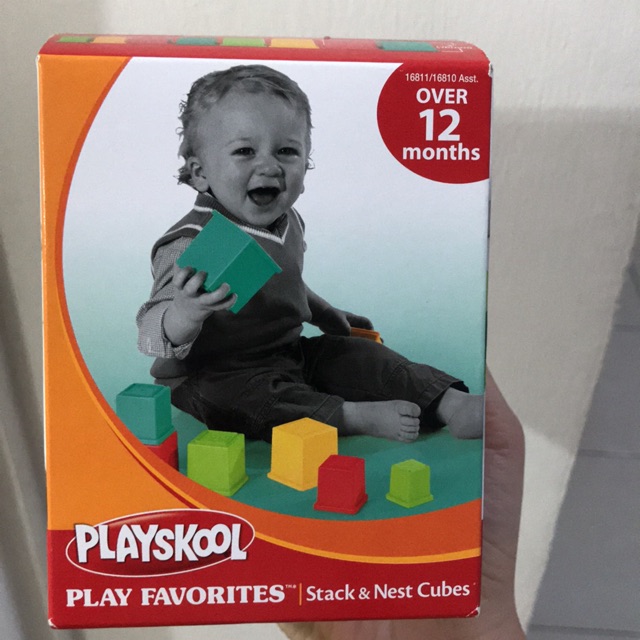 16811/16810 Asst.
OVER
12
months
PLAYSKOOL
PLAY FAVORITES™* | Stack & Nest Cubes